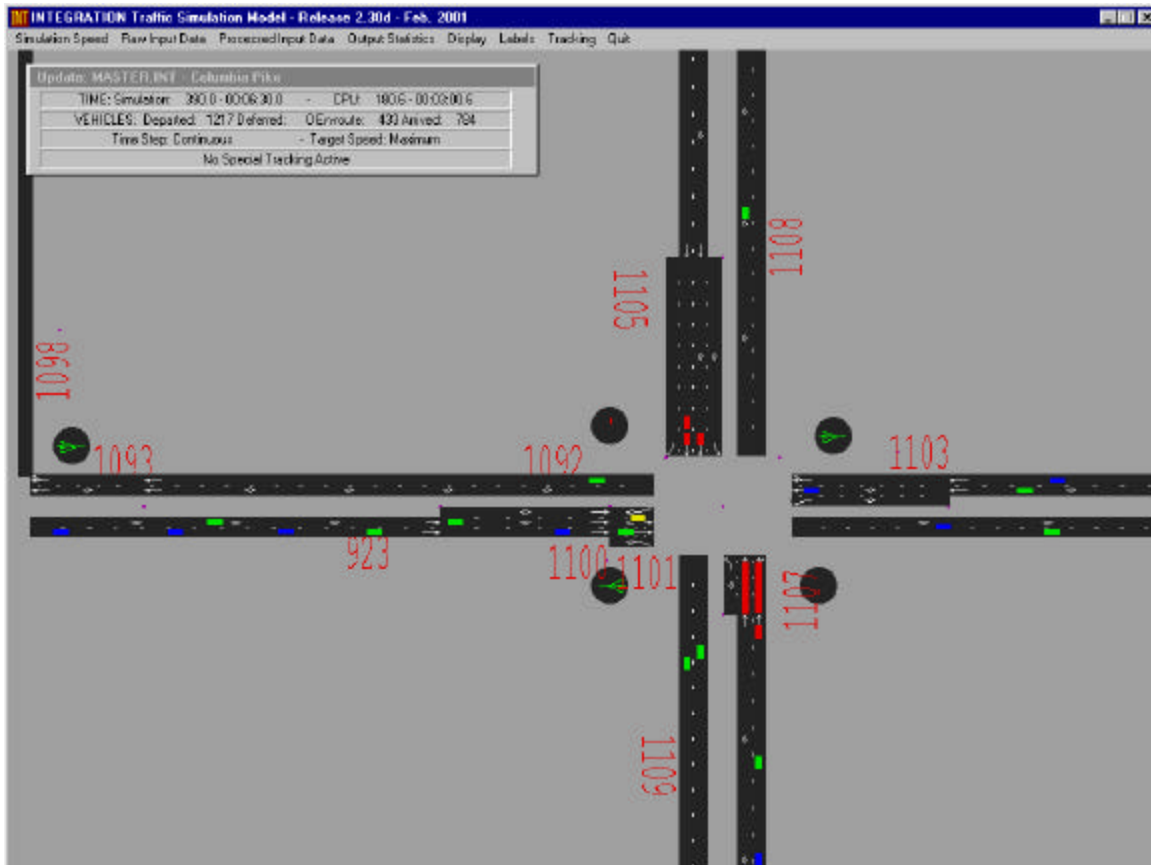 INT INTEGRATION Traffic Simulation Model - Release 2.30d - Feb. 2001
Simulation Speed Raw Input Data Processed Input Data Output Statistics Display Labels Tracking Quit
Update: MASTER.INT - Columbia Pike
TIME: Simulation: 390.0 - 00:06:30.0 - CPU: 180.6 - 00:03:00.6
VEHICLES: Departed: 1217 Deferred: 0 Enroute: 433 Arrived: 784
Time Step: Continuous - Target Speed: Maximum
No Special Tracking Active
1108
1105
1098
1093
1092
1103
923
1100
1101
1107
1109